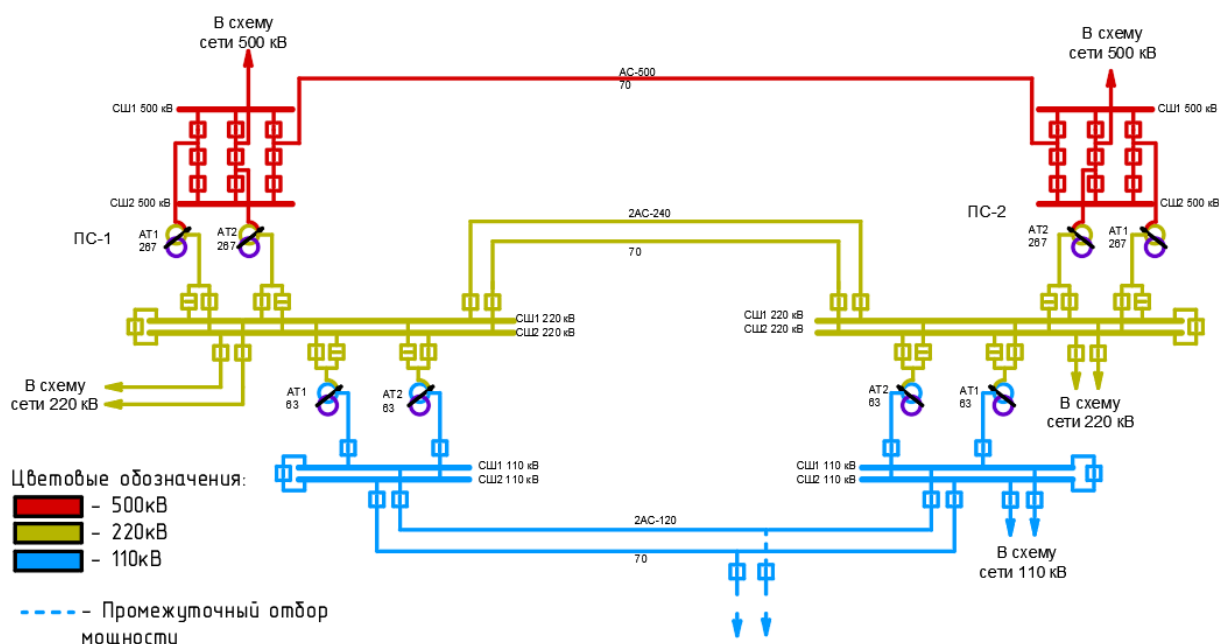 В схему
сети 500 кВ
В схему
сети 500 кВ
АС-500
70
СШ1 500 кВ
СШ1 500 кВ
СШ2 500 кВ
СШ2 500 кВ
ПС-1
АТ1
267
АТ2
267
2АС-240
70
ПС-2
АТ2
267
АТ1
267
СШ1 220 кВ
СШ2 220 кВ
СШ1 220 кВ
СШ2 220 кВ
В схему
сети 220 кВ
АТ1
63
АТ2
63
АТ2
63
АТ1
63
В схему
сети 220 кВ
СШ1 110 кВ
СШ2 110 кВ
СШ1 110 кВ
СШ2 110 кВ
Цветовые обозначения:
- 500кВ
- 220кВ
- 110кВ
2АС-120
70
В схему
сети 110 кВ
- Промежуточный отбор
мощности